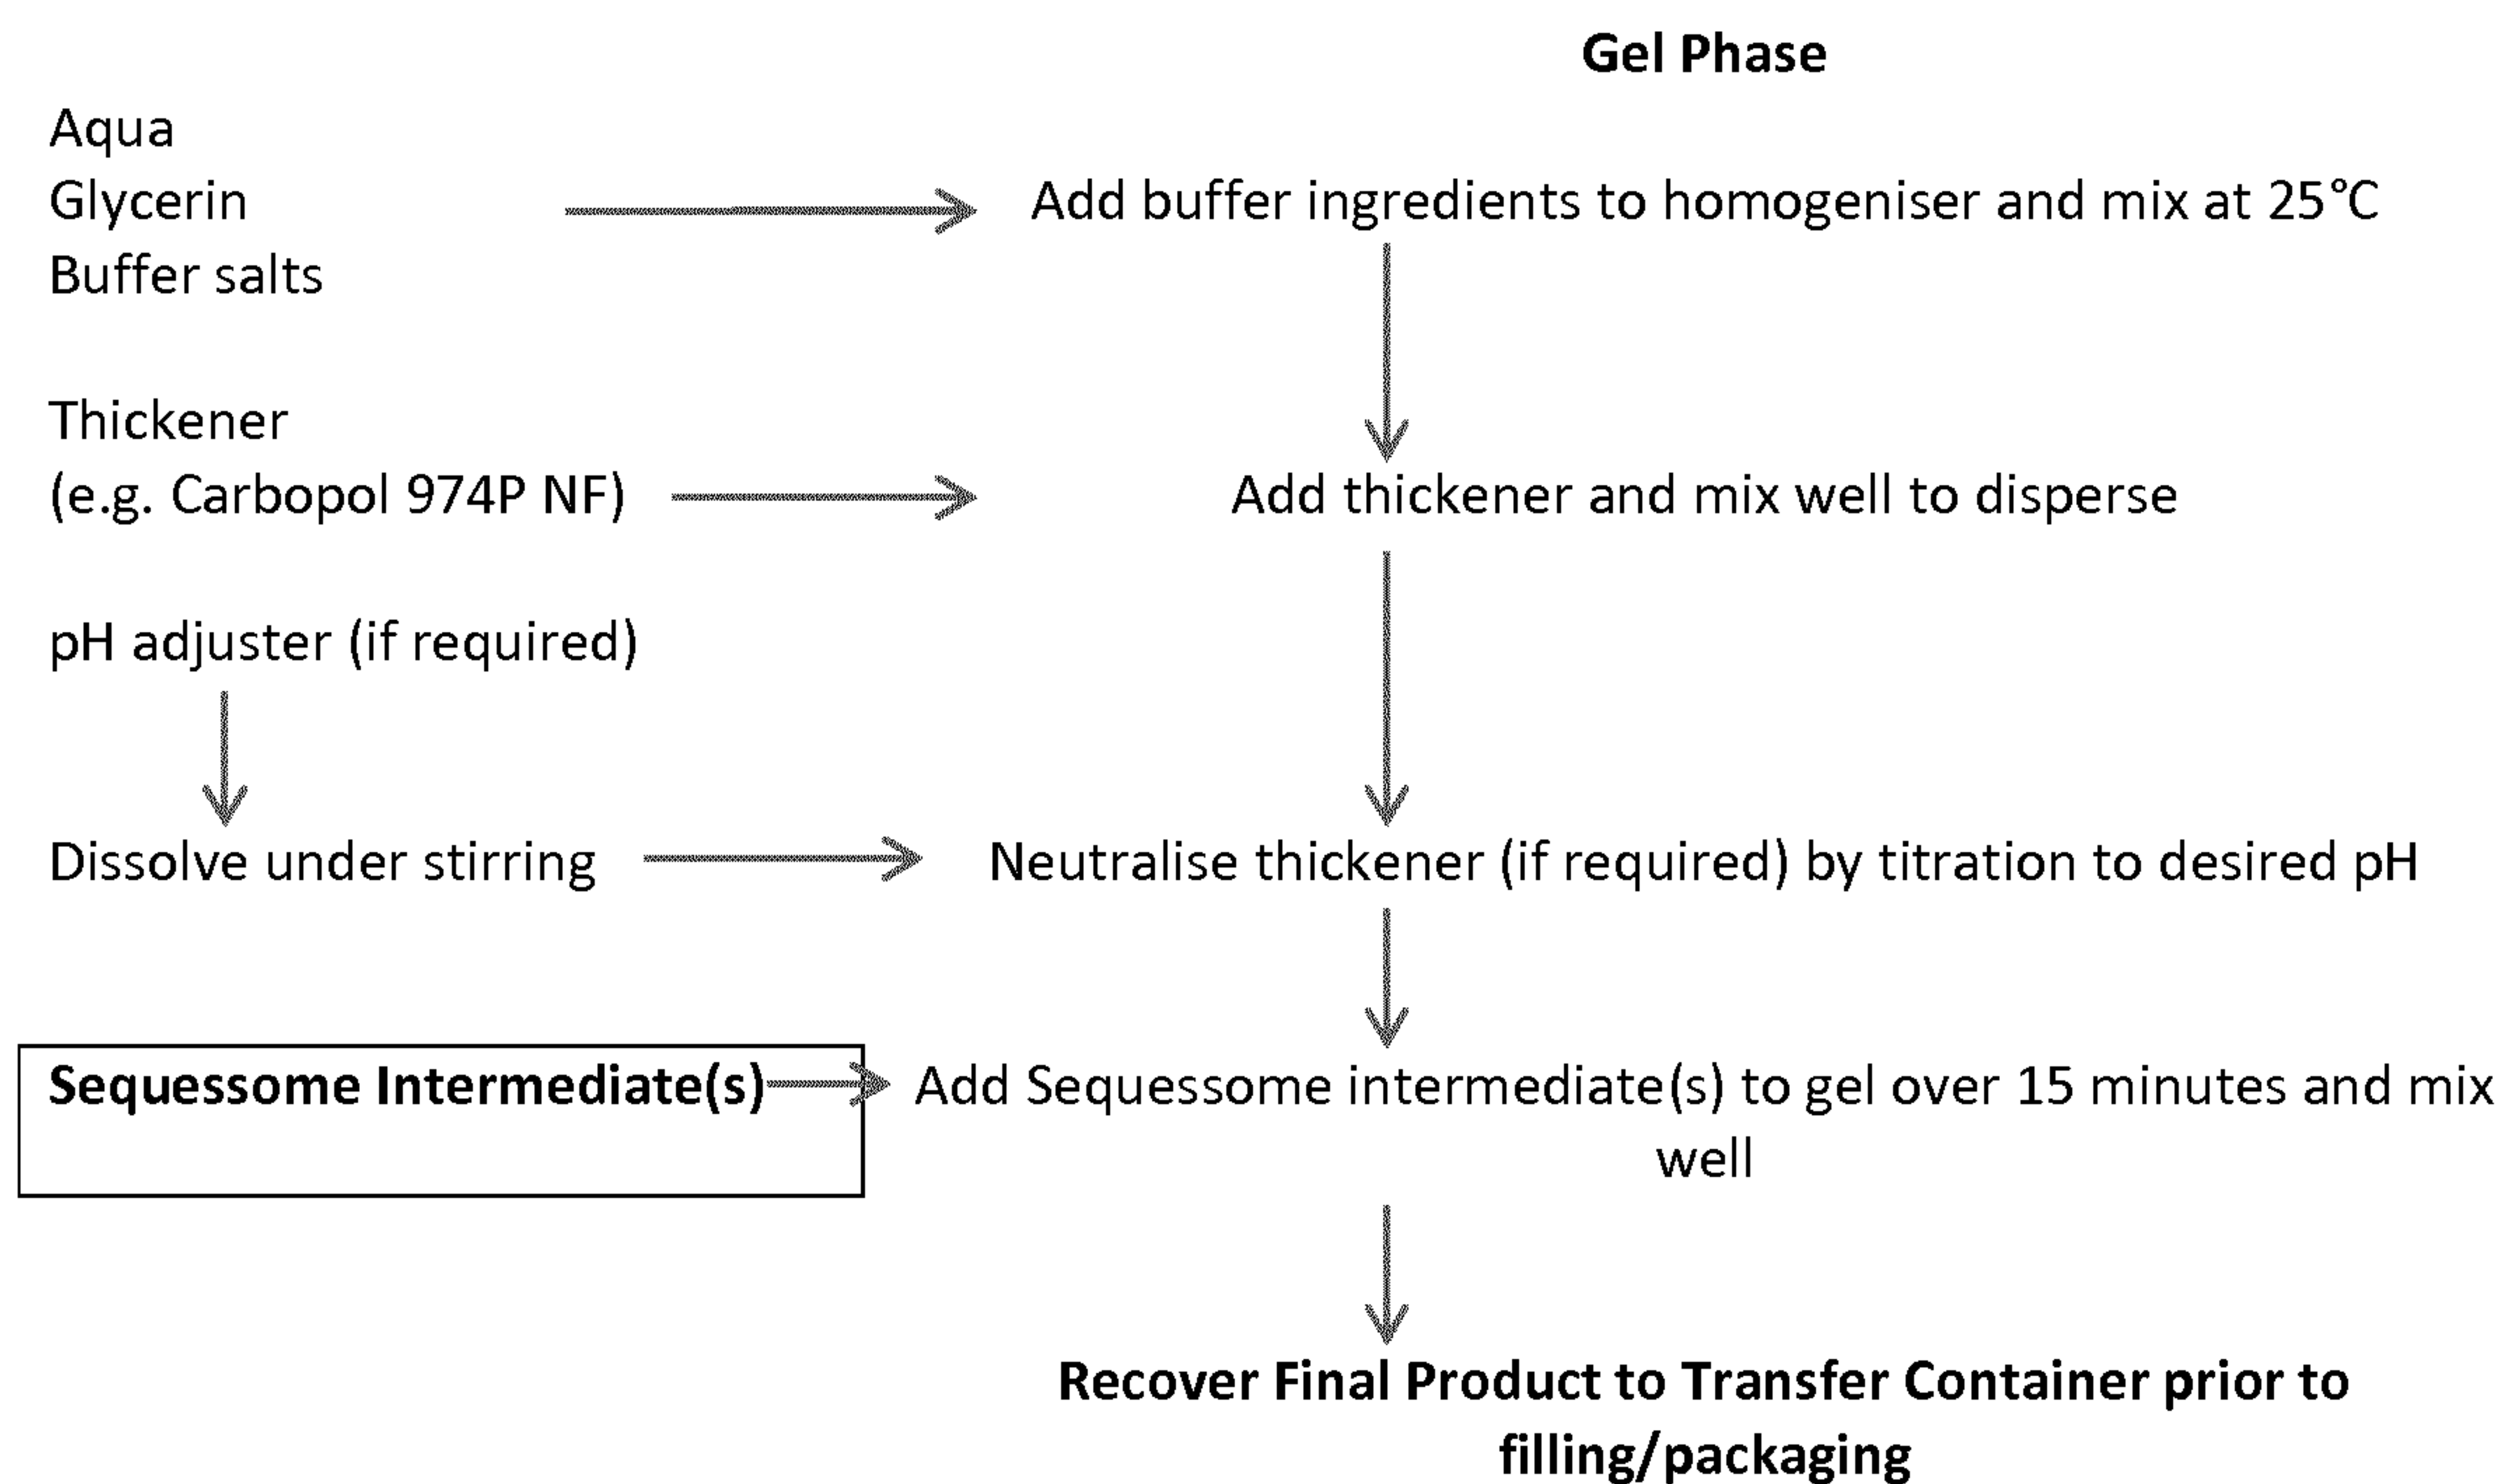 Gel Phase
Aqua
Glycerin
Buffer salts
Add buffer ingredients to homogeniser and mix at 25°C
Thickener
(e.g. Carbopol 974P NF)
Add thickener and mix well to disperse
pH adjuster (if required)
Dissolve under stirring
Neutralise thickener (if required) by titration to desired pH
Sequessome Intermediate(s)
Add Sequessome intermediate(s) to gel over 15 minutes and mix
well
Recover Final Product to Transfer Container prior to
filling/packaging